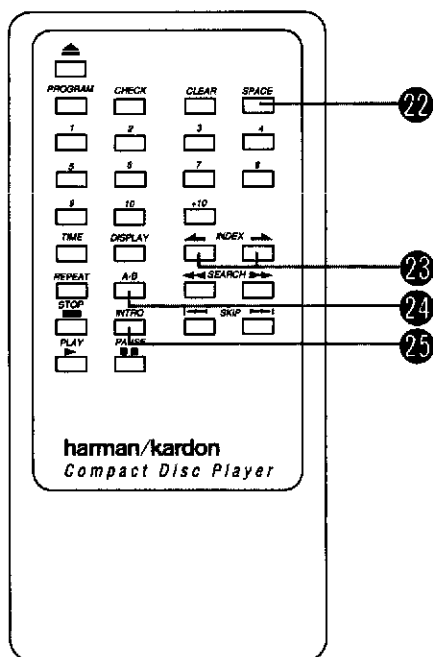 PROGRAM CHECK CLEAR SPACE
22
1 2 3 4
5 6 7 8
9 10 +10
TIME DISPLAY INDEX
23
REPEAT A-B SEARCH
24
STOP INTRO SKIP
25
PLAY PAUSE
harman/kardon
Compact Disc Player